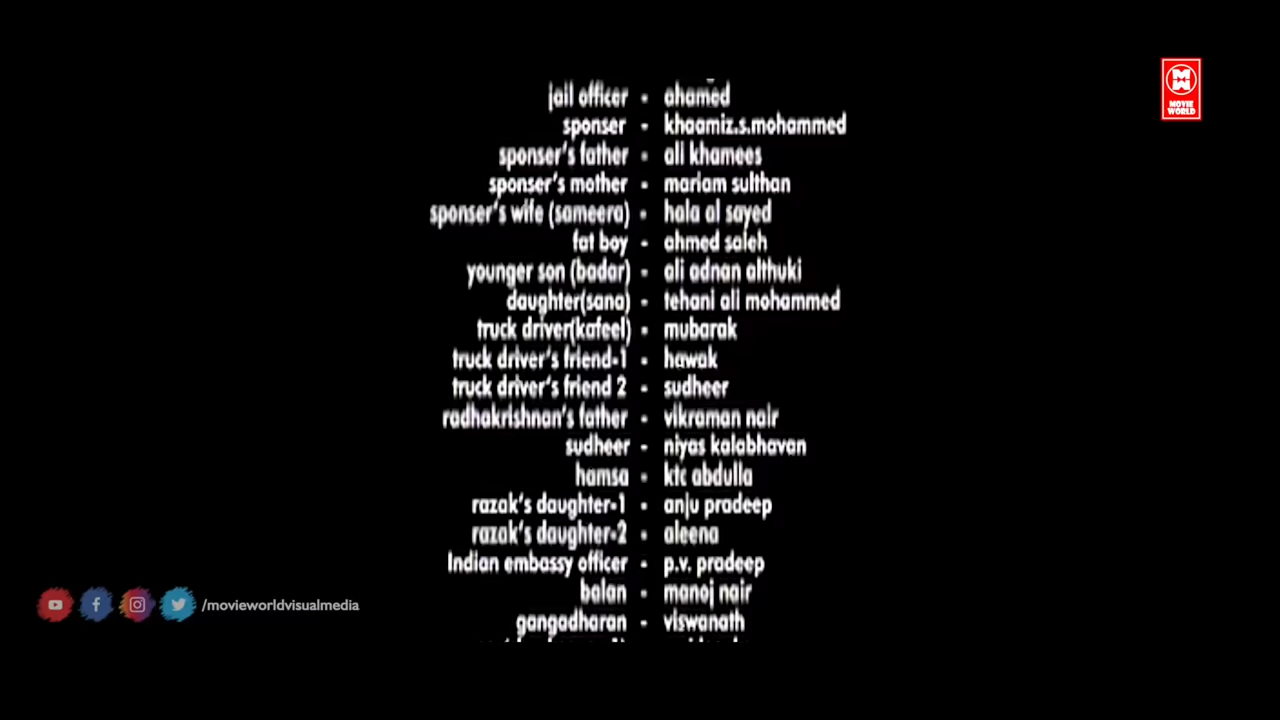 jail officer - ahamed
sponser - khaamiz.s.mohammed
sponser's father - ali khamees
sponser's mother - mariam sulthan
sponser's wife (sameera) - hala al sayed
fat boy - ahmed saleh
younger son (badar) - ali adnan althuki
daughter(sana) - tehani ali mohammed
truck driver(kafeel) - mubarak
truck driver's friend-1 - hawak
truck driver's friend 2 - sudheer
radhakrishnan's father - vikraman nair
sudheer - niyas kalabhavan
hamsa - ktc abdulla
razak's daughter-1 - anju pradeep
razak's daughter-2 - aleena
Indian embassy officer - p.v. pradeep
balan - manoj nair
gangadharan - viswanath
MOVIE
WORLD
/movieworldvisualmedia